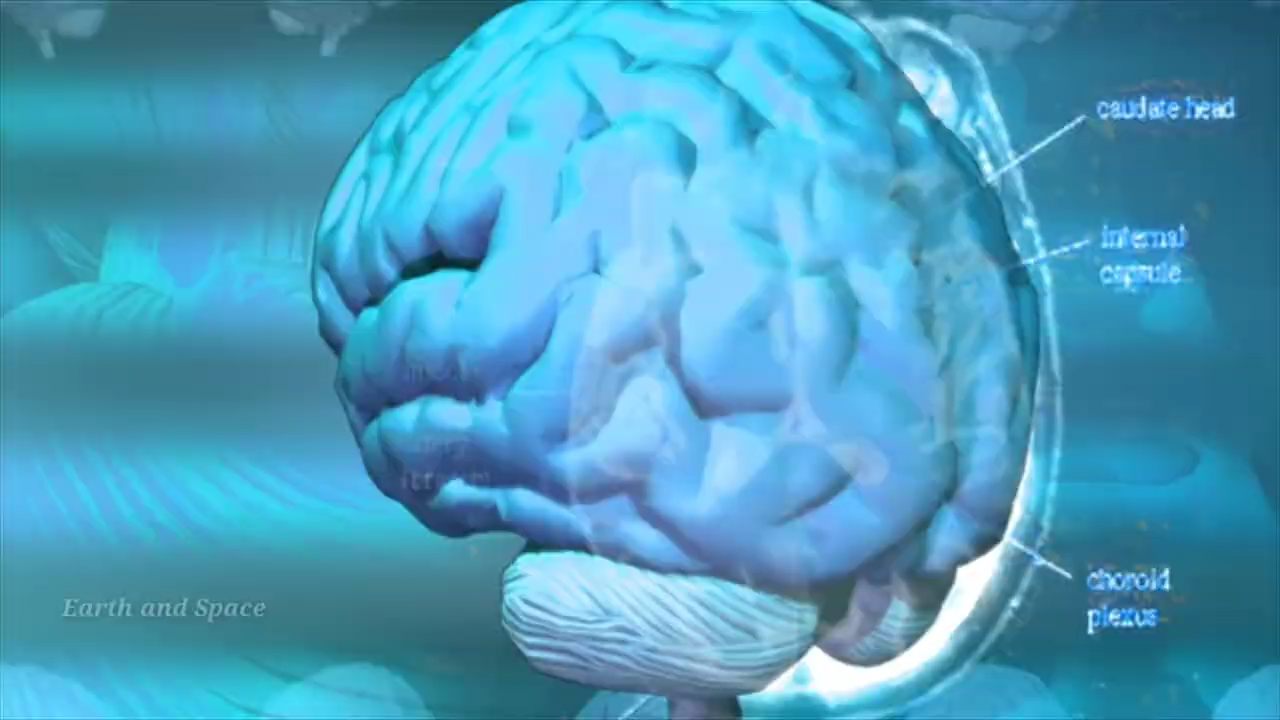 caudate head
internal
capsule
choroid
plexus
Earth and Space